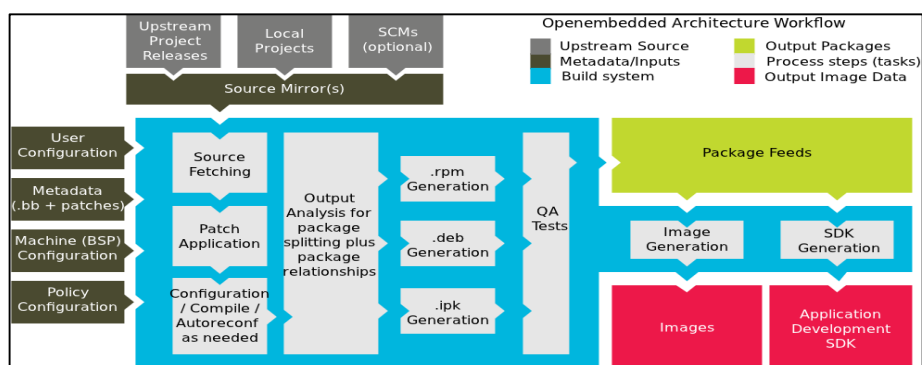 Openembedded Architecture Workflow
Upstream Source
Metadata/Inputs
Build system
Output Packages
Process steps (tasks)
Output Image Data
Upstream
Project
Releases
Local
Projects
SCMs
(optional)
Source Mirror(s)
User
Configuration
Metadata
(.bb + patches)
Machine (BSP)
Configuration
Policy
Configuration
Source
Fetching
Patch
Application
Configuration
/ Compile /
Autoreconf
as needed
Output
Analysis for
package
splitting plus
package
relationships
.rpm
Generation
.deb
Generation
.ipk
Generation
QA
Tests
Package Feeds
Image
Generation
SDK
Generation
Images
Application
Development
SDK